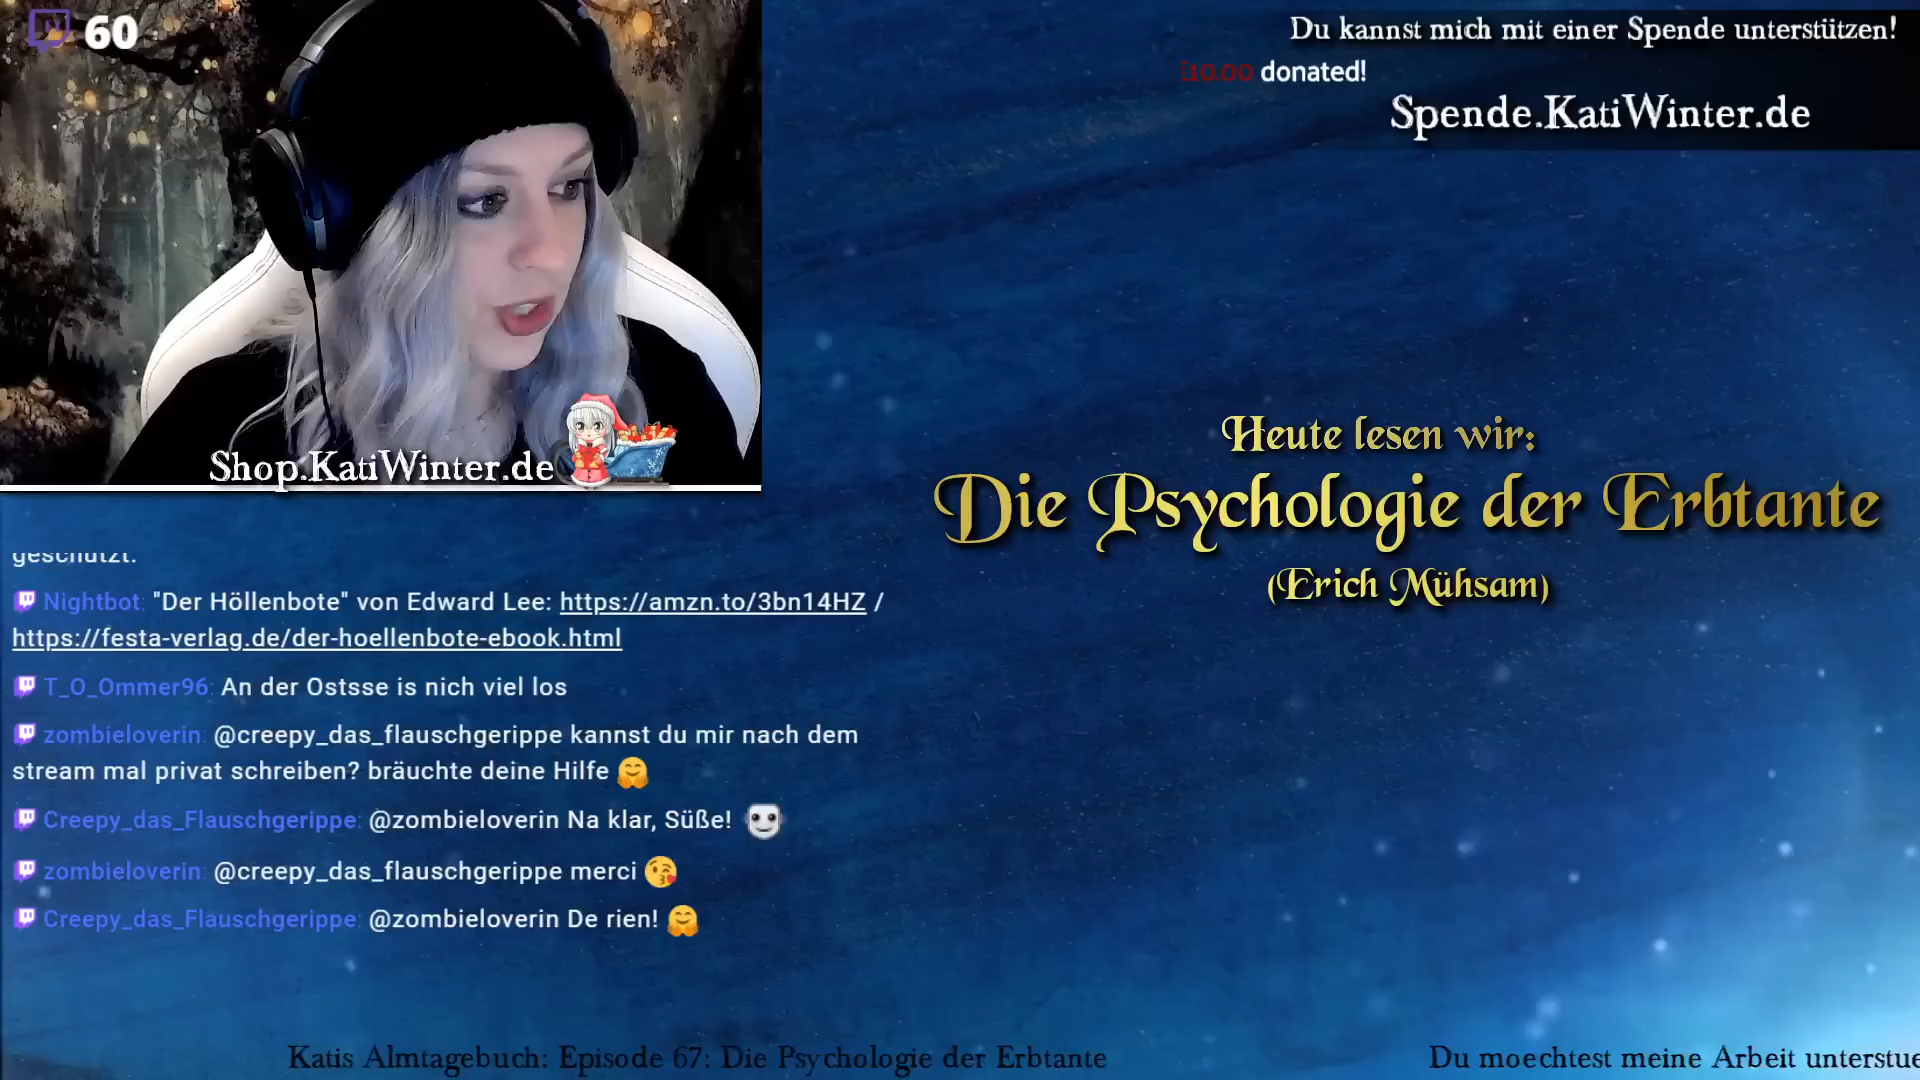 60
Du kannst mich mit einer Spende unterstützen!
10.00 donated!
Spende.KatiWinter.de
Shop.KatiWinter.de
Heute lesen wir:
Die Psychologie der Erbtante
(Erich Mühsam)
geschützt.
Nightbot: "Der Höllenbote" von Edward Lee: https://amzn.to/3bn14HZ /
https://festa-verlag.de/der-hoellenbote-ebook.html
T_O_Ommer96: An der Ostsse is nich viel los
zombieloverin: @creepy_das_flauschgerippe kannst du mir nach dem
stream mal privat schreiben? bräuchte deine Hilfe 🤗
Creepy_das_Flauschgerippe: @zombieloverin Na klar, Süße!
zombieloverin: @creepy_das_flauschgerippe merci 😘
Creepy_das_Flauschgerippe: @zombieloverin De rien! 🤗
Katis Almtagebuch: Episode 67: Die Psychologie der Erbtante
Du moechtest meine Arbeit unterstue